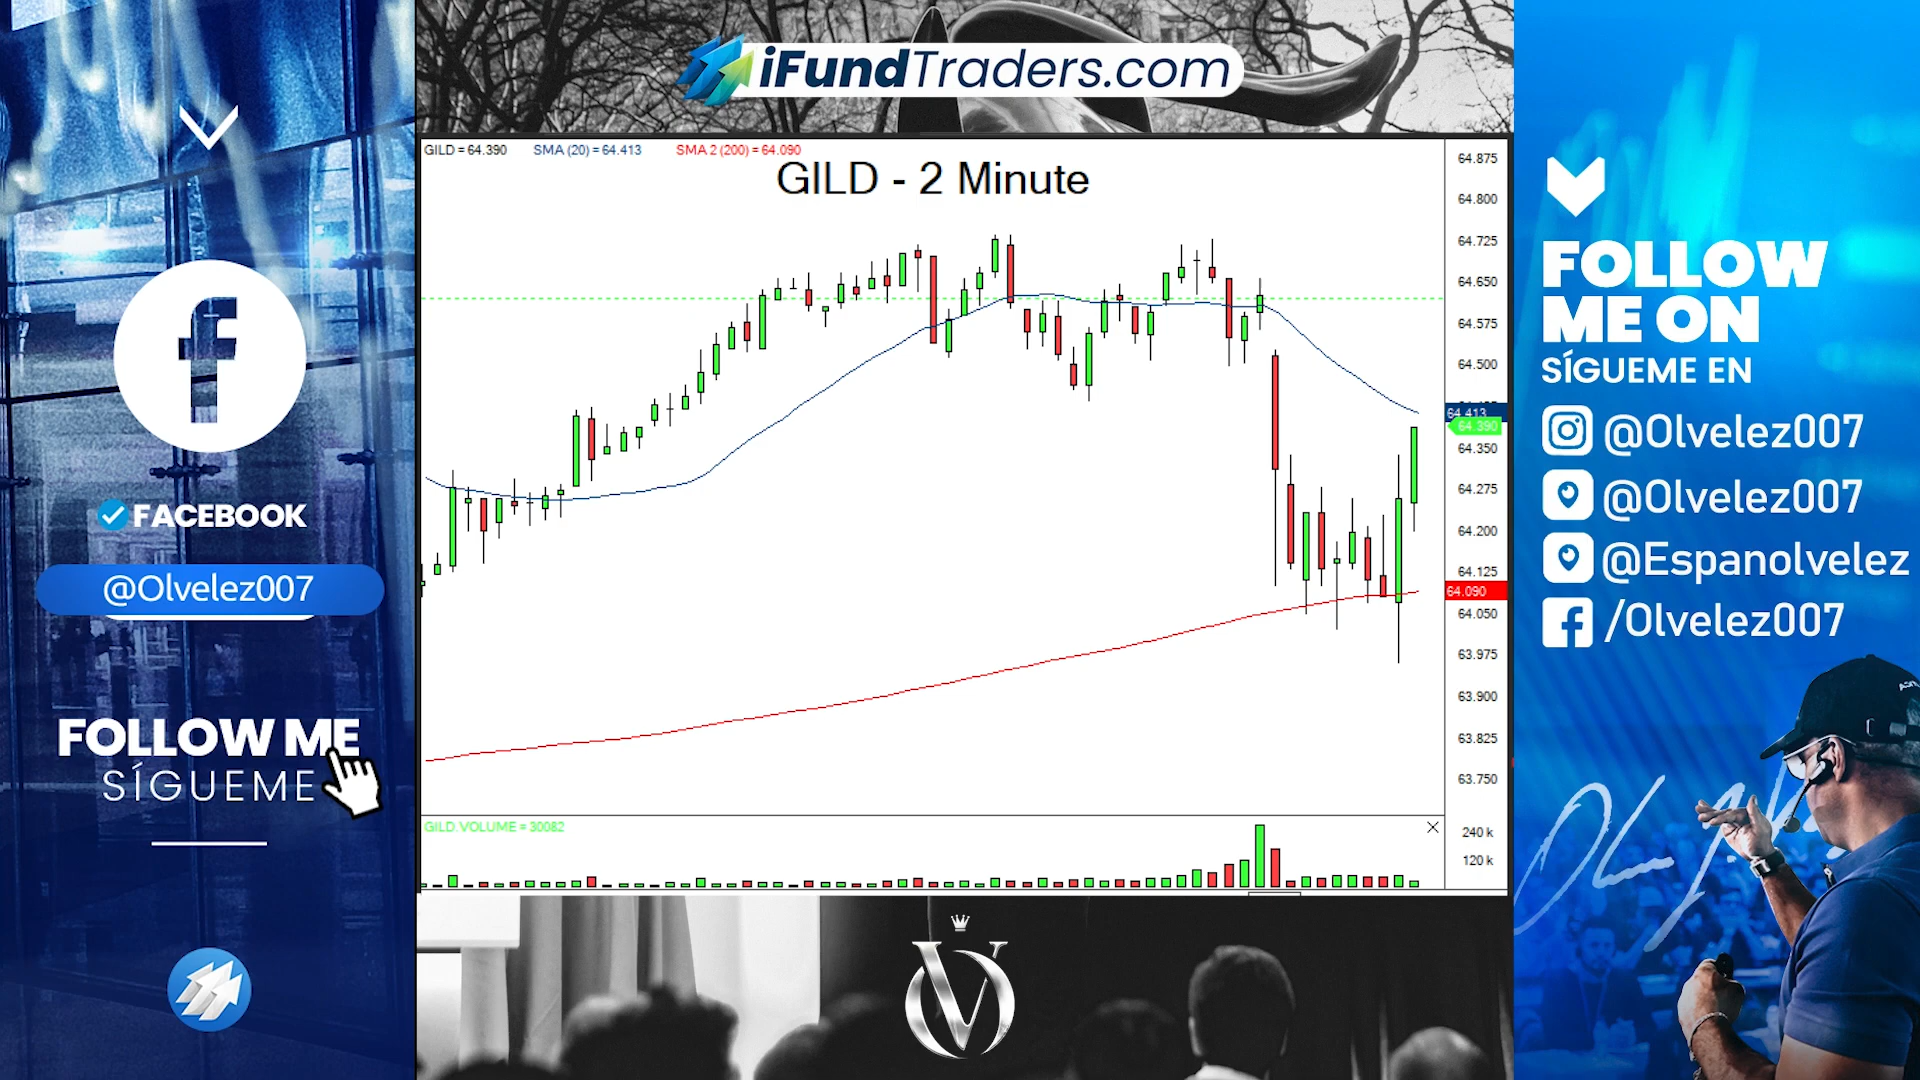 iFundTraders.com
GILD = 64.390 SMA (20) = 64.413 SMA 2 (200) = 64.090
GILD - 2 Minute
64.875
64.800
64.725
64.650
64.575
64.500
64.413
64.390
64.350
64.275
64.200
64.125
64.090
64.050
63.975
63.900
63.825
63.750
GILD.VOLUME = 30082
240 k
120 k
f
FACEBOOK
@Olvelez007
FOLLOW ME
SÍGUEME
OV
FOLLOW
ME ON
SÍGUEME EN
@Olvelez007
@Olvelez007
@Espanolvelez
/Olvelez007